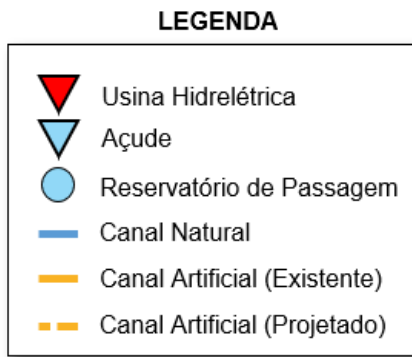 LEGENDA
Usina Hidrelétrica
Açude
Reservatório de Passagem
Canal Natural
Canal Artificial (Existente)
Canal Artificial (Projetado)